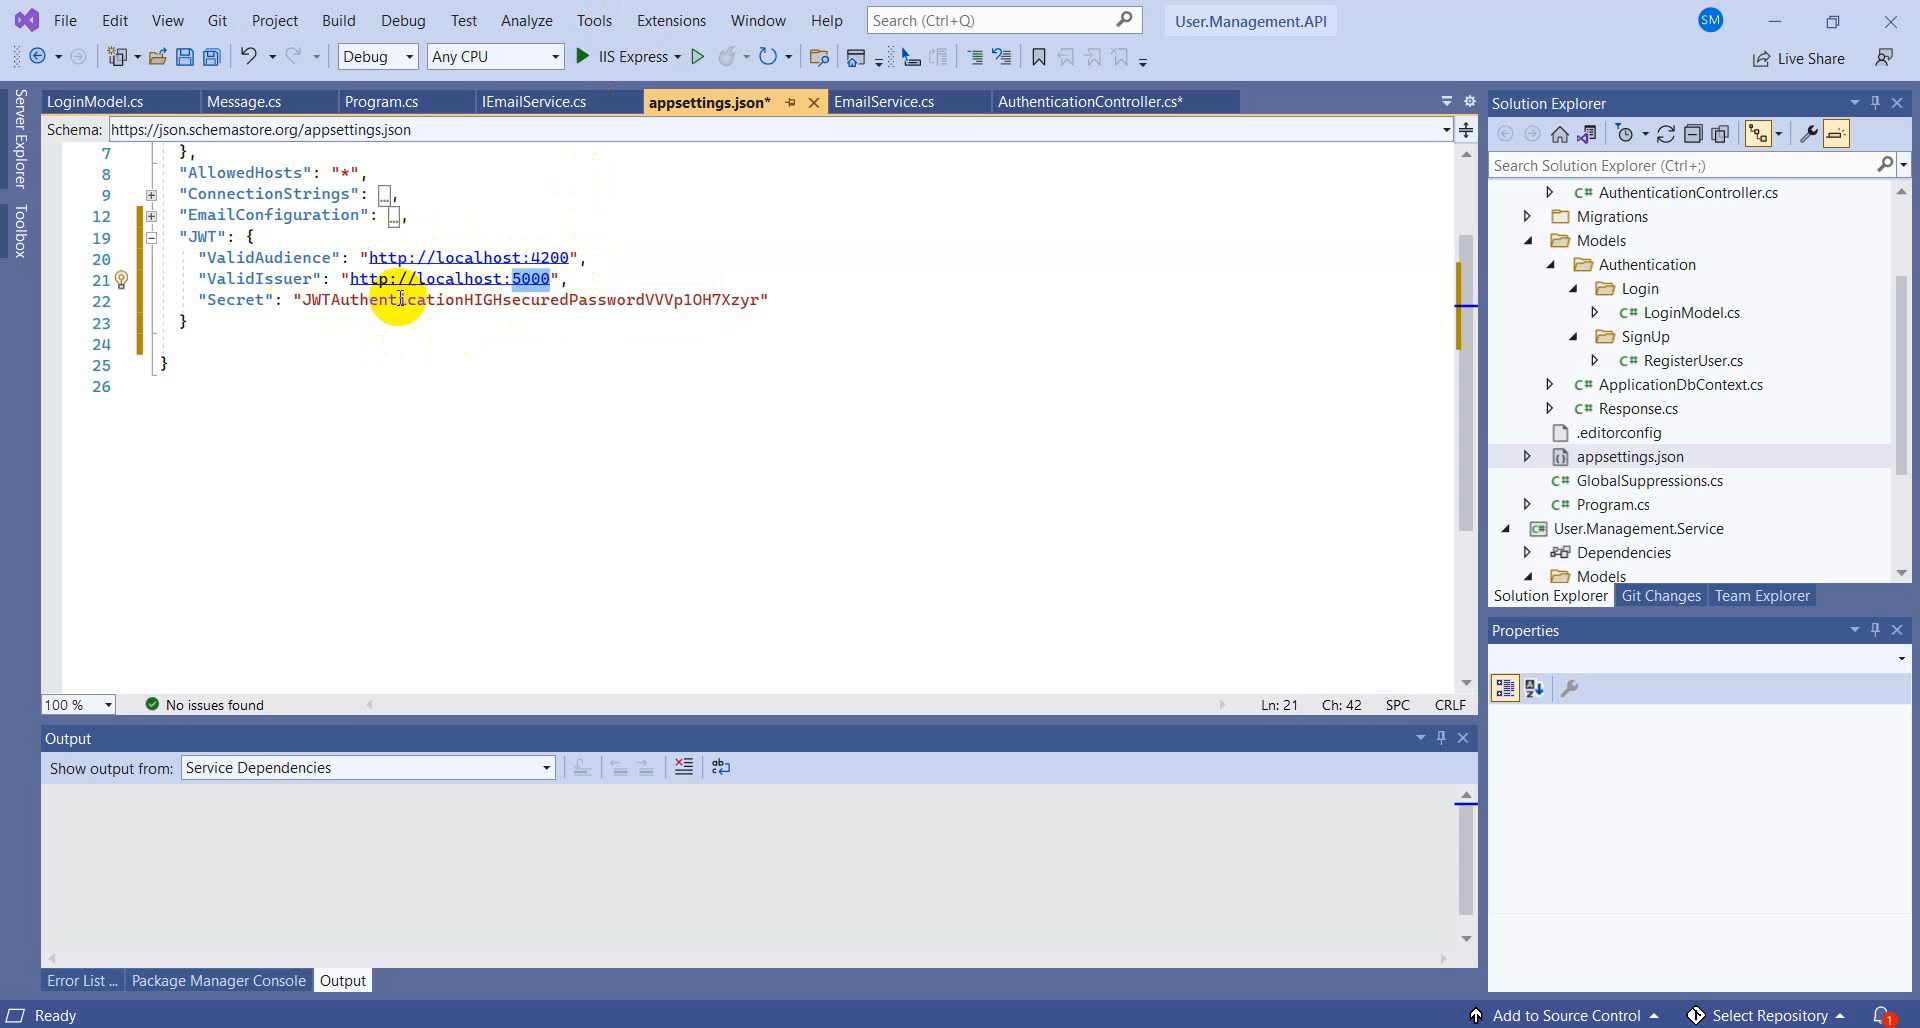 File Edit View Git Project Build Debug Test Analyze Tools Extensions Window Help Search (Ctrl+Q) User.Management.API SM
Debug Any CPU IIS Express Live Share
Server Explorer
Toolbox
LoginModel.cs Message.cs Program.cs IEmailService.cs appsettings.json* EmailService.cs AuthenticationController.cs*
Schema: https://json.schemastore.org/appsettings.json
7 },
8 "AllowedHosts": "*",
9 "ConnectionStrings": ...,
12 "EmailConfiguration": ...,
19 "JWT": {
20 "ValidAudience": "http://localhost:4200",
21 "ValidIssuer": "http://localhost:5000",
22 "Secret": "JWTAuthenticationHIGHsecuredPasswordVVVp1OH7Xzyr"
23 }
24
25 }
26
100 % No issues found Ln: 21 Ch: 42 SPC CRLF
Output
Show output from: Service Dependencies
Error List ... Package Manager Console Output
Solution Explorer
Search Solution Explorer (Ctrl+;)
C# AuthenticationController.cs
Migrations
Models
Authentication
Login
C# LoginModel.cs
SignUp
C# RegisterUser.cs
C# ApplicationDbContext.cs
C# Response.cs
.editorconfig
appsettings.json
C# GlobalSuppressions.cs
C# Program.cs
C# User.Management.Service
Dependencies
Models
Solution Explorer Git Changes Team Explorer
Properties
Ready Add to Source Control Select Repository 1